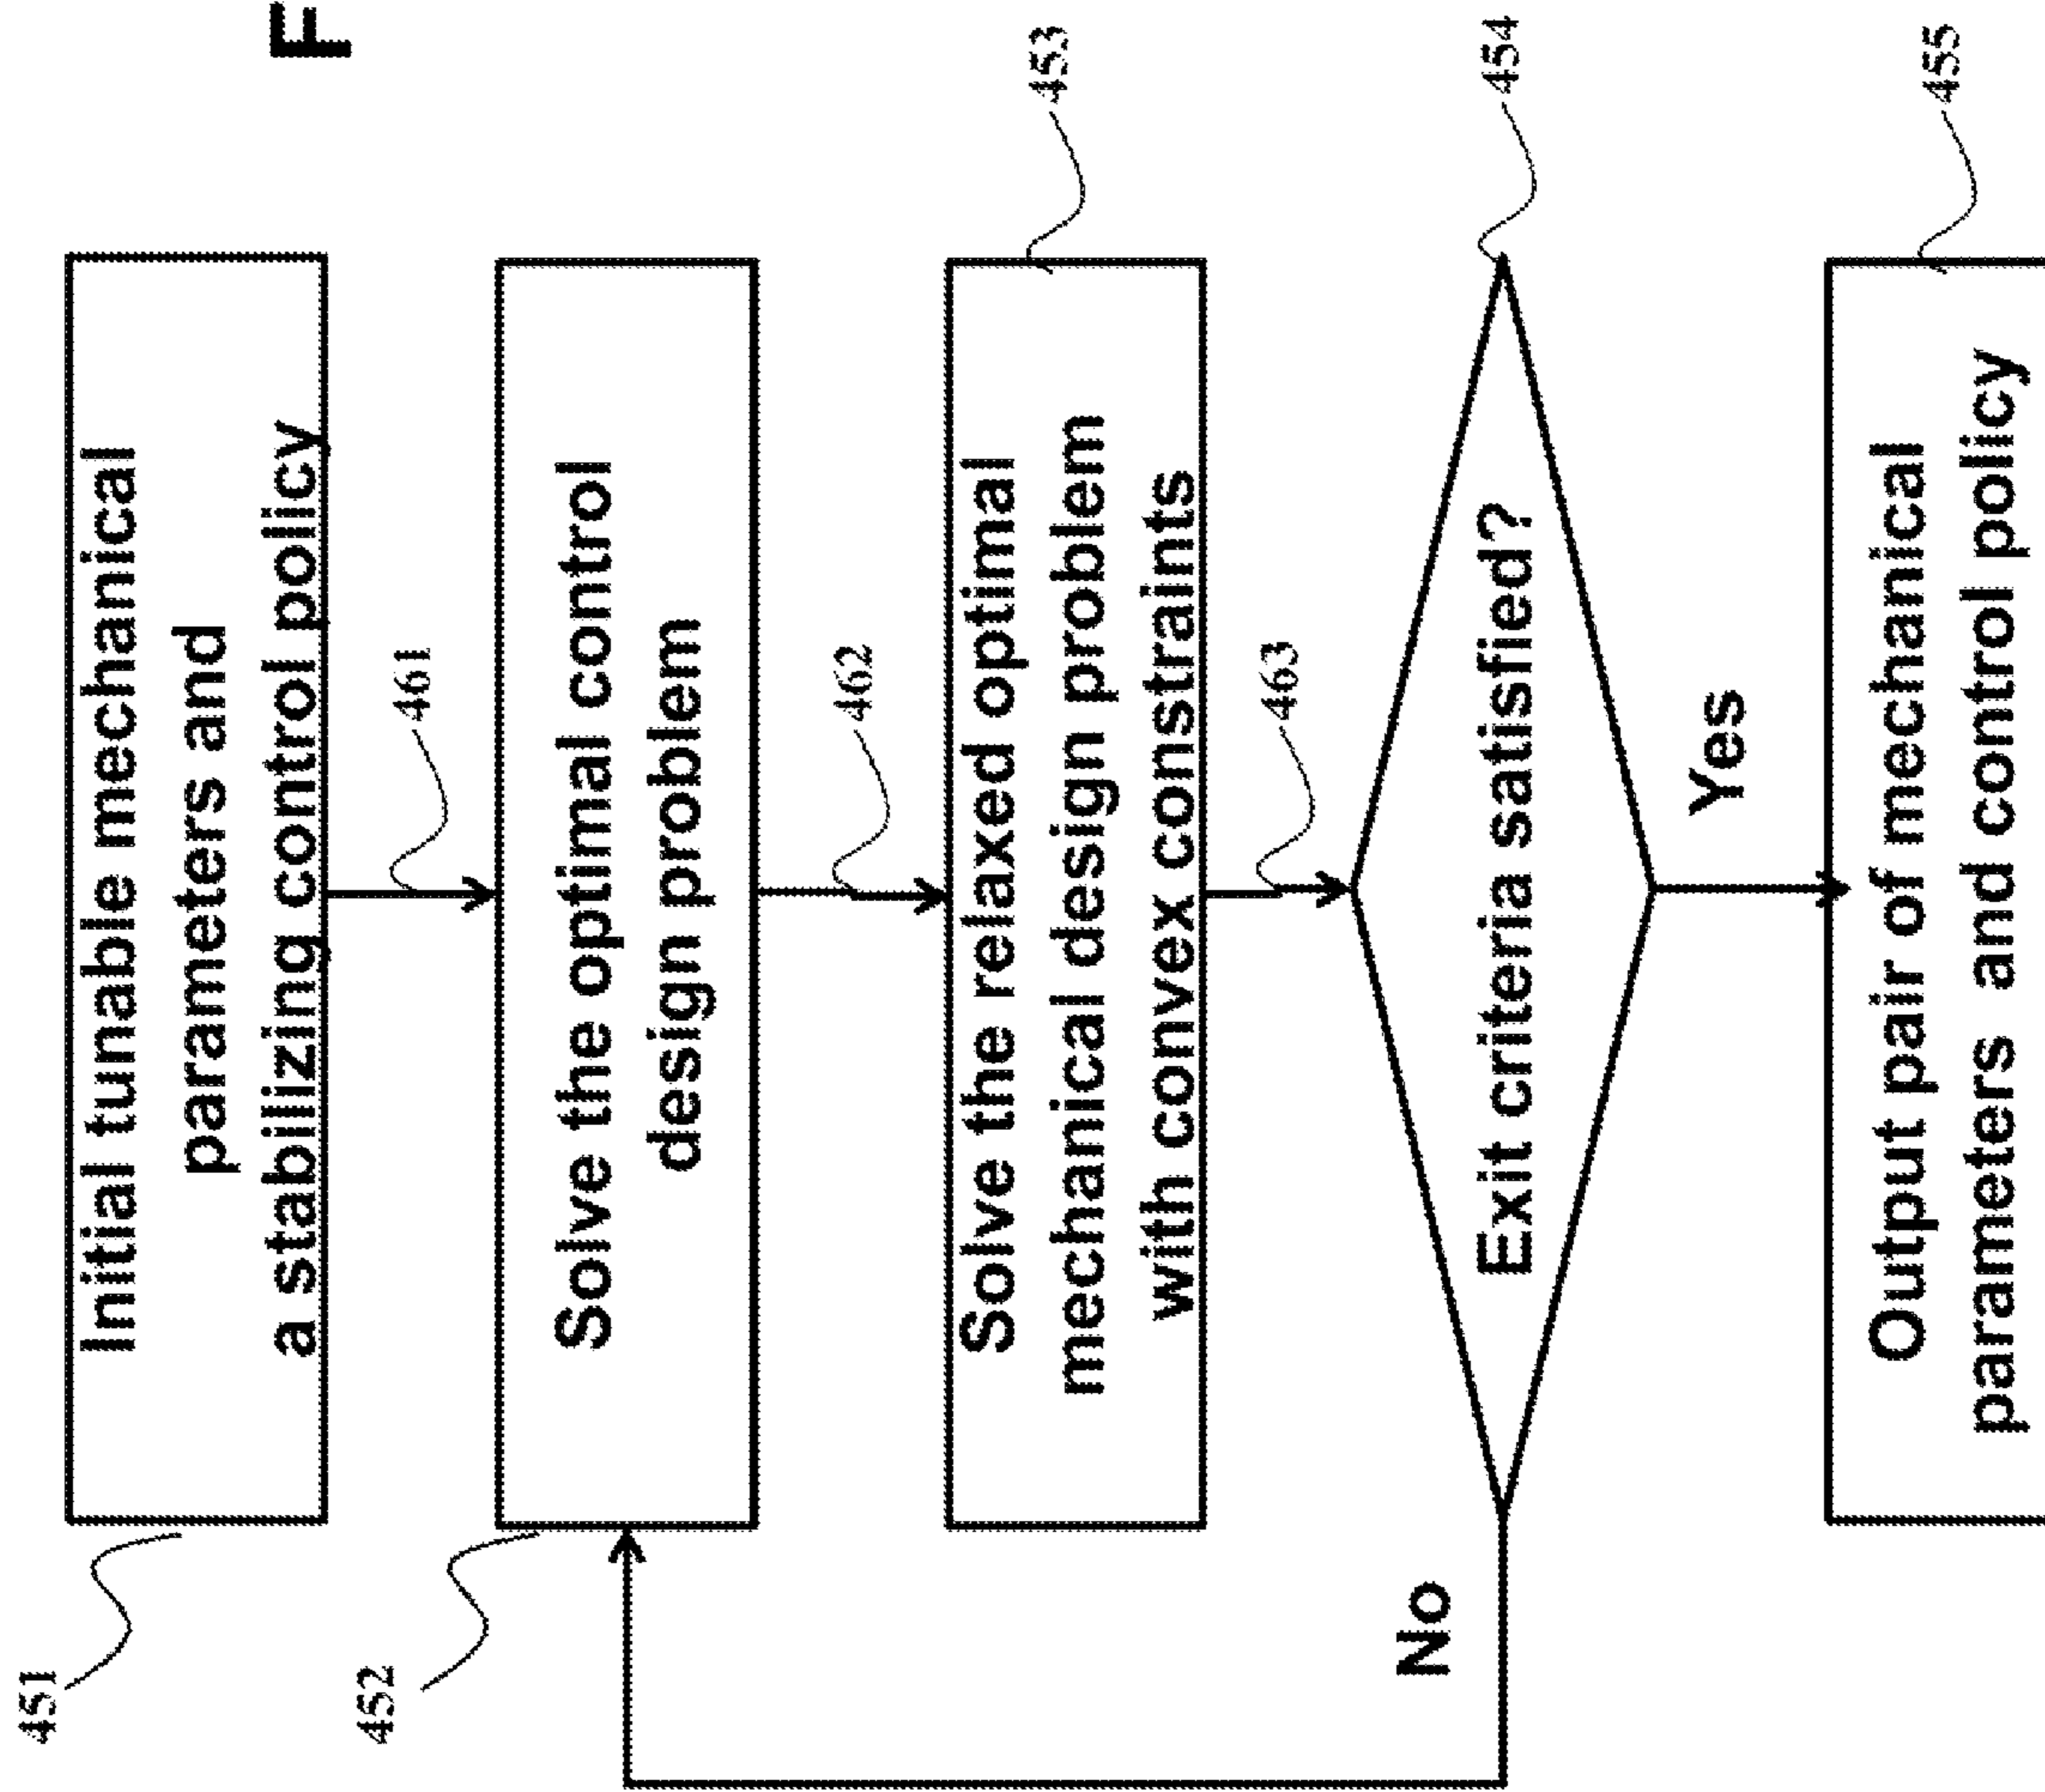 F
451
Initial tunable mechanical
parameters and
a stabilizing control policy
461
452
Solve the optimal control
design problem
462
453
Solve the relaxed optimal
mechanical design problem
with convex constraints
463
454
Exit criteria satisfied?
No
Yes
455
Output pair of mechanical
parameters and control policy